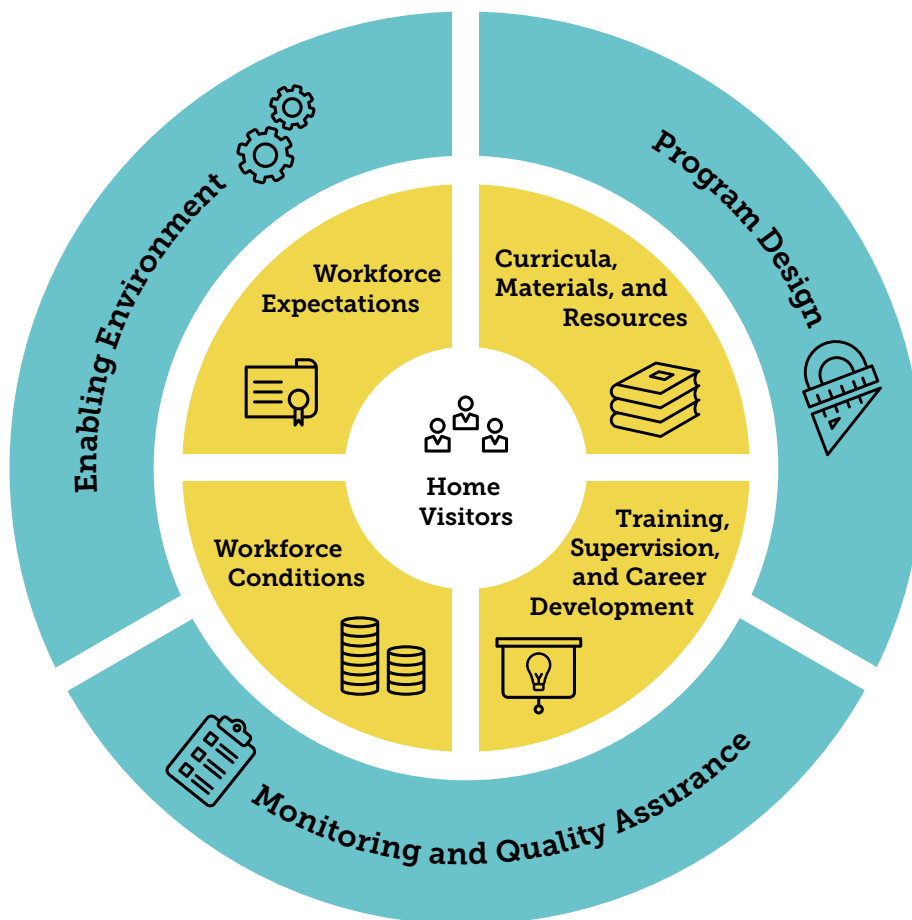 Enabling Environment
Program Design
Workforce
Expectations
Curricula,
Materials, and
Resources
Home
Visitors
Workforce
Conditions
Training,
Supervision,
and Career
Development
Monitoring and Quality Assurance